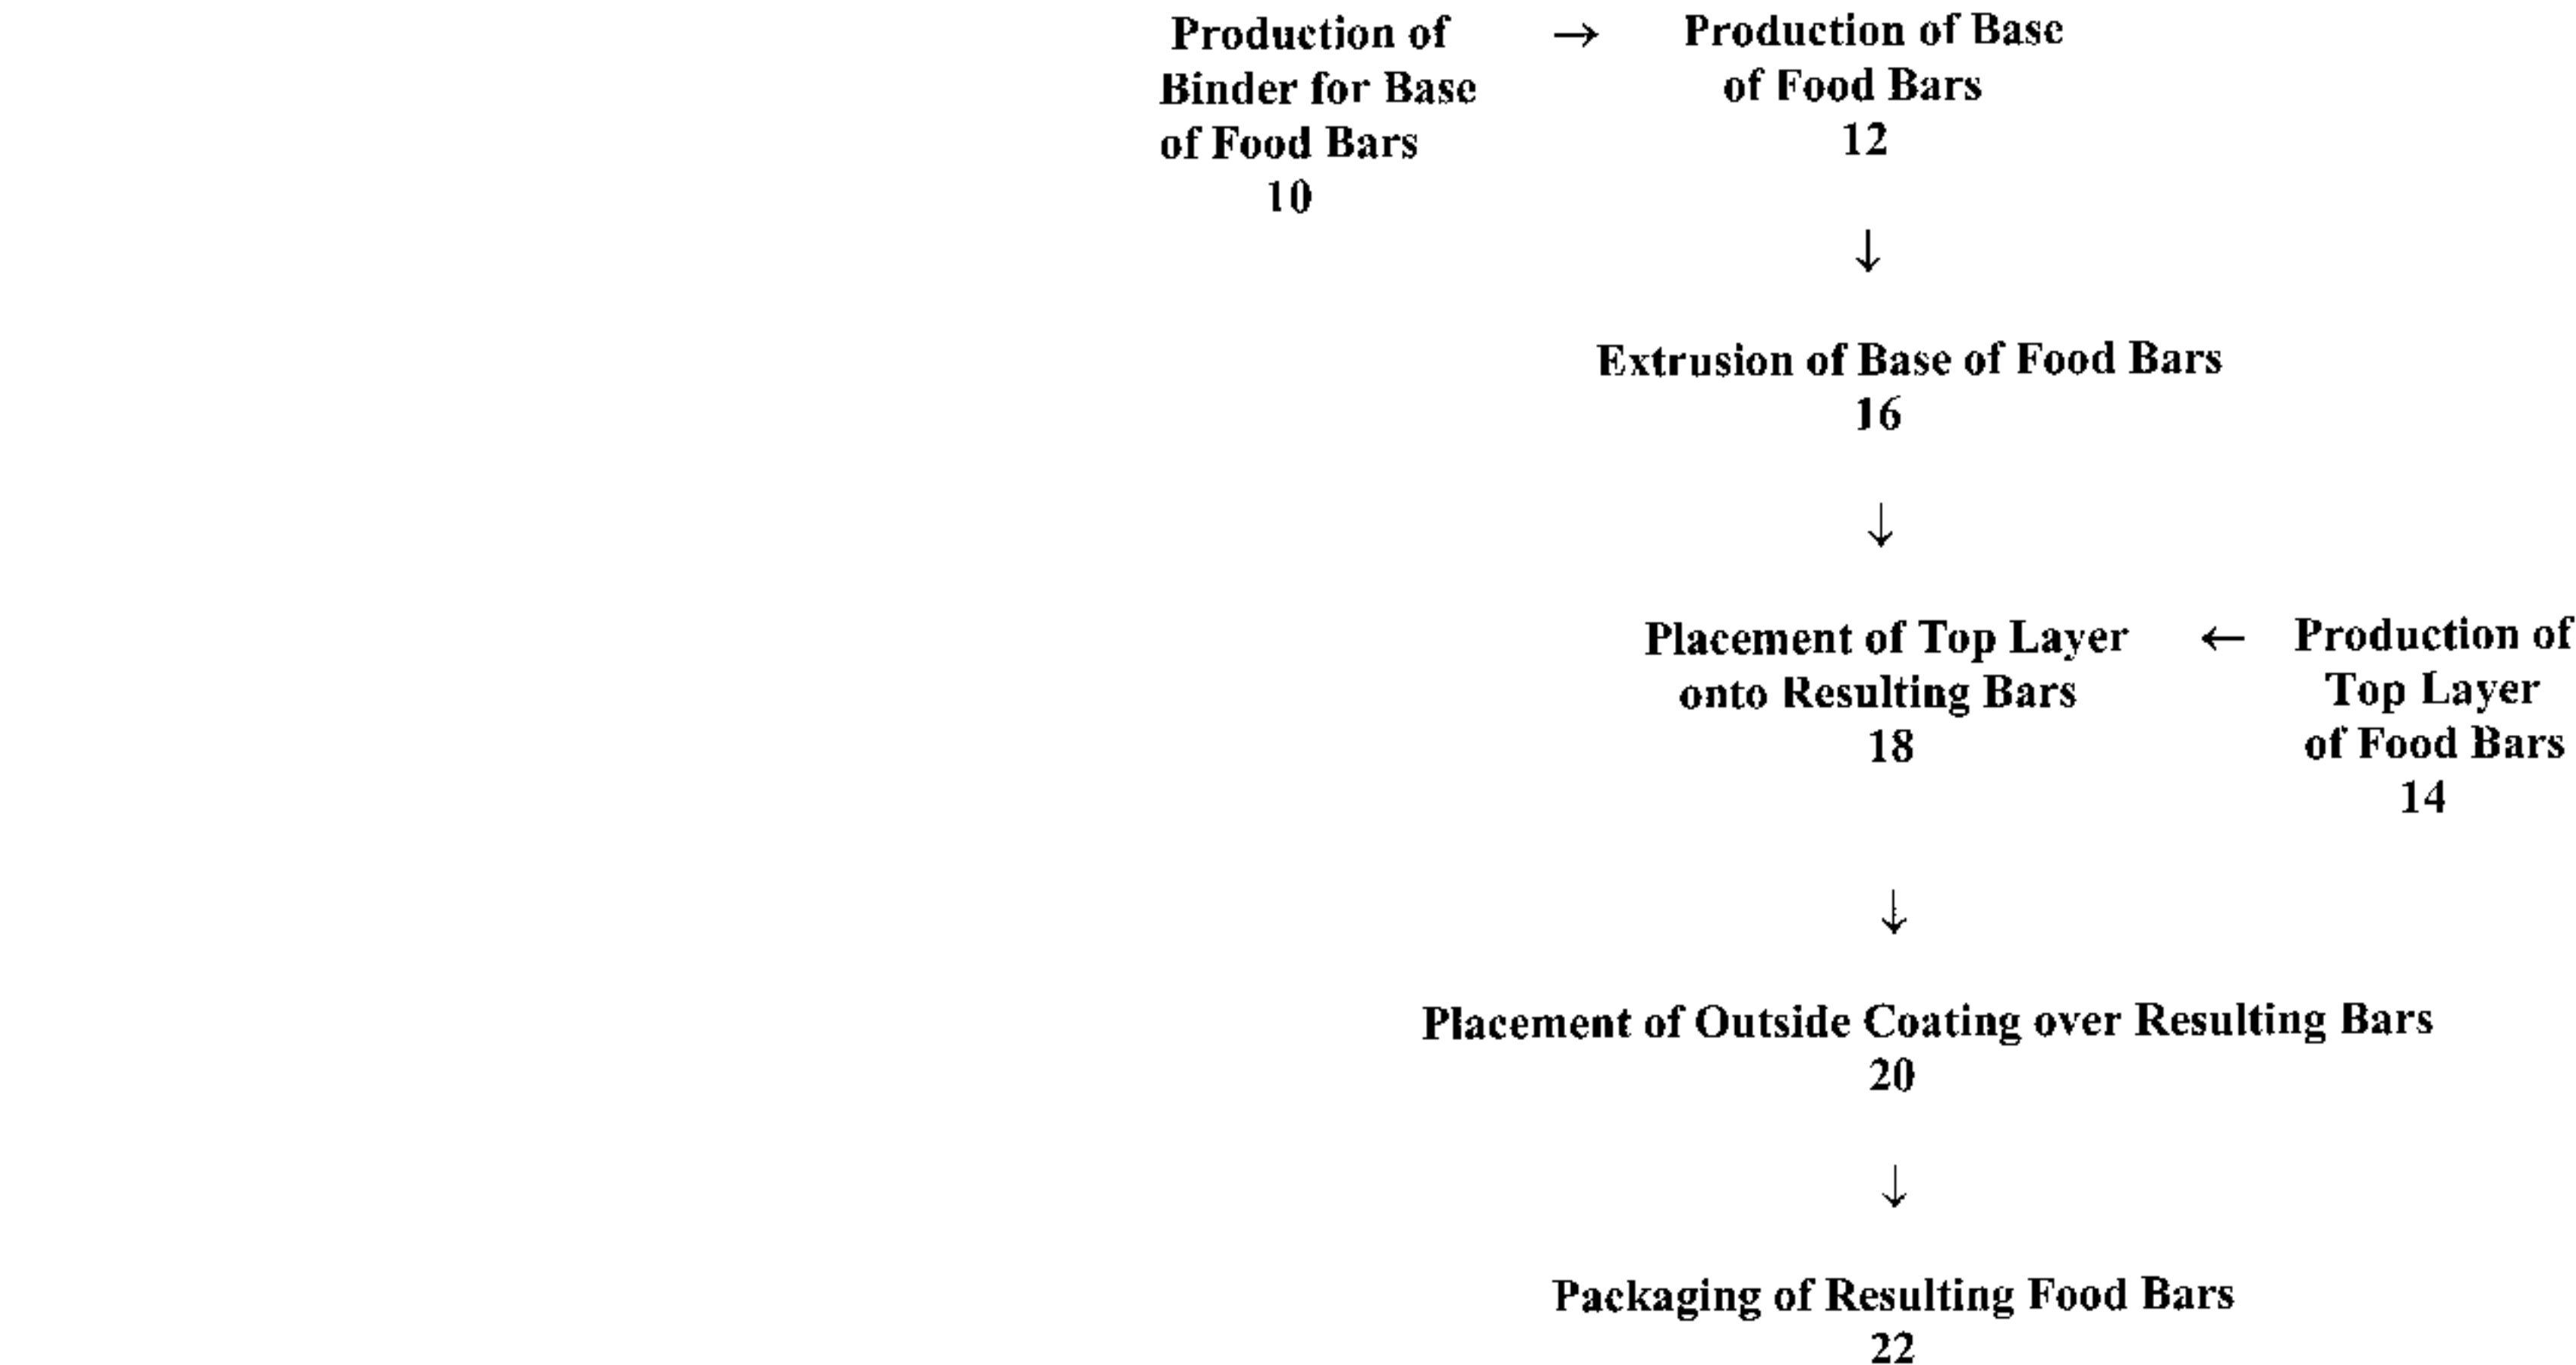 Production of
Binder for Base
of Food Bars
10
→
Production of Base
of Food Bars
12
↓
Extrusion of Base of Food Bars
16
↓
Placement of Top Layer
onto Resulting Bars
18
←
Production of
Top Layer
of Food Bars
14
↓
Placement of Outside Coating over Resulting Bars
20
↓
Packaging of Resulting Food Bars
22